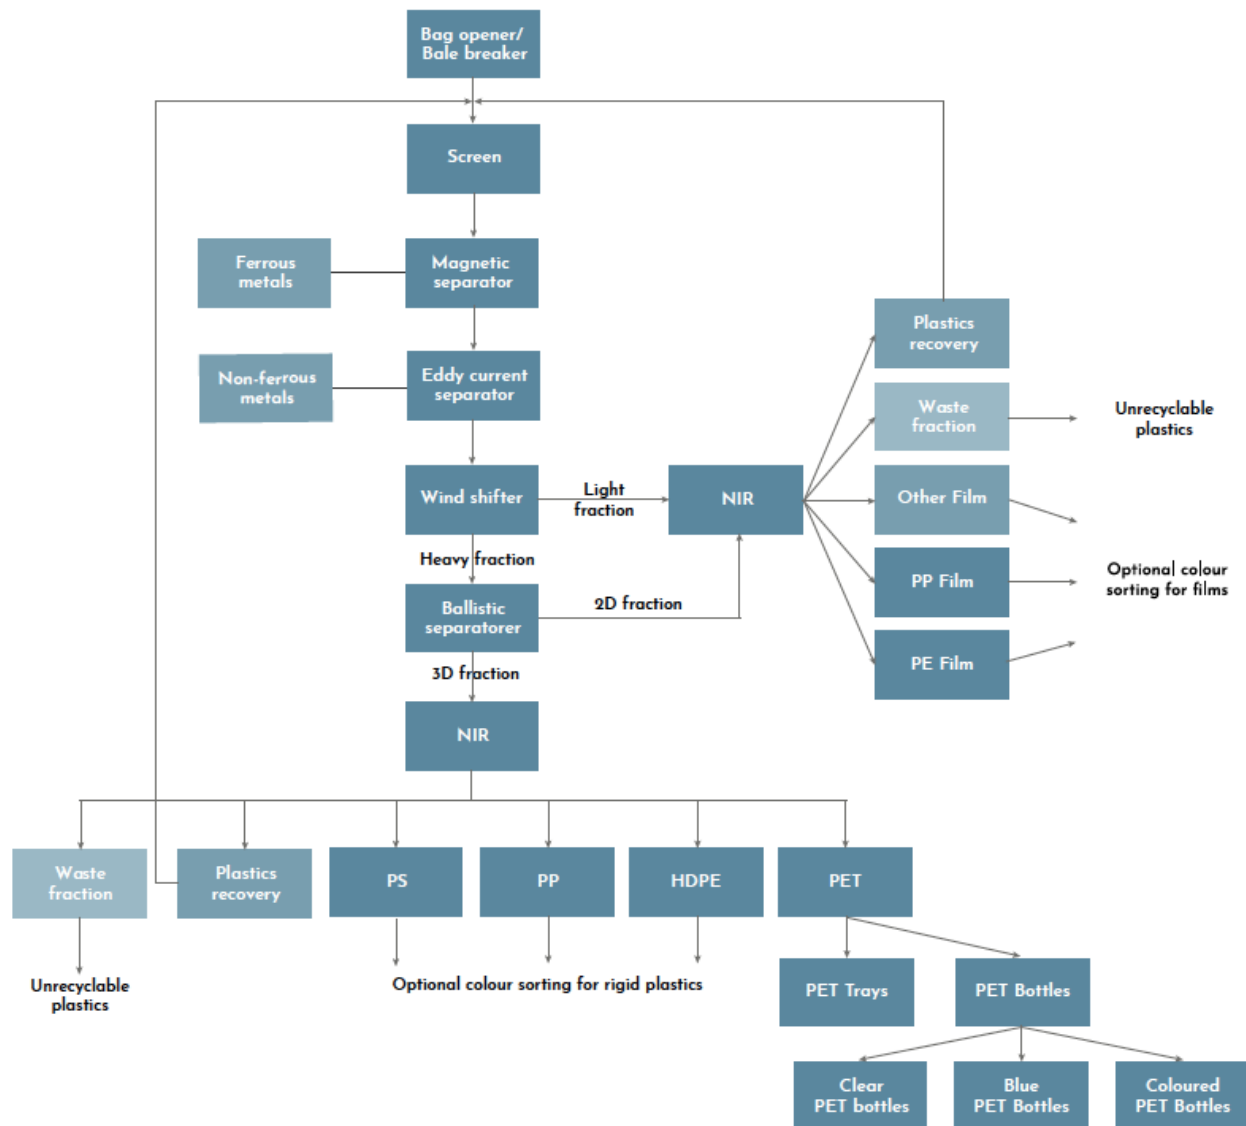 Bag opener/
Bale breaker
Screen
Ferrous
metals
Magnetic
separator
Non-ferrous
metals
Eddy current
separator
Wind shifter
Light
fraction
NIR
Plastics
recovery
Waste
fraction
Unrecyclable
plastics
Other Film
PP Film
Optional colour
sorting for films
PE Film
Heavy fraction
Ballistic
separatorer
2D fraction
3D fraction
NIR
Waste
fraction
Plastics
recovery
PS
PP
HDPE
PET
Unrecyclable
plastics
Optional colour sorting for rigid plastics
PET Trays
PET Bottles
Clear
PET bottles
Blue
PET Bottles
Coloured
PET Bottles